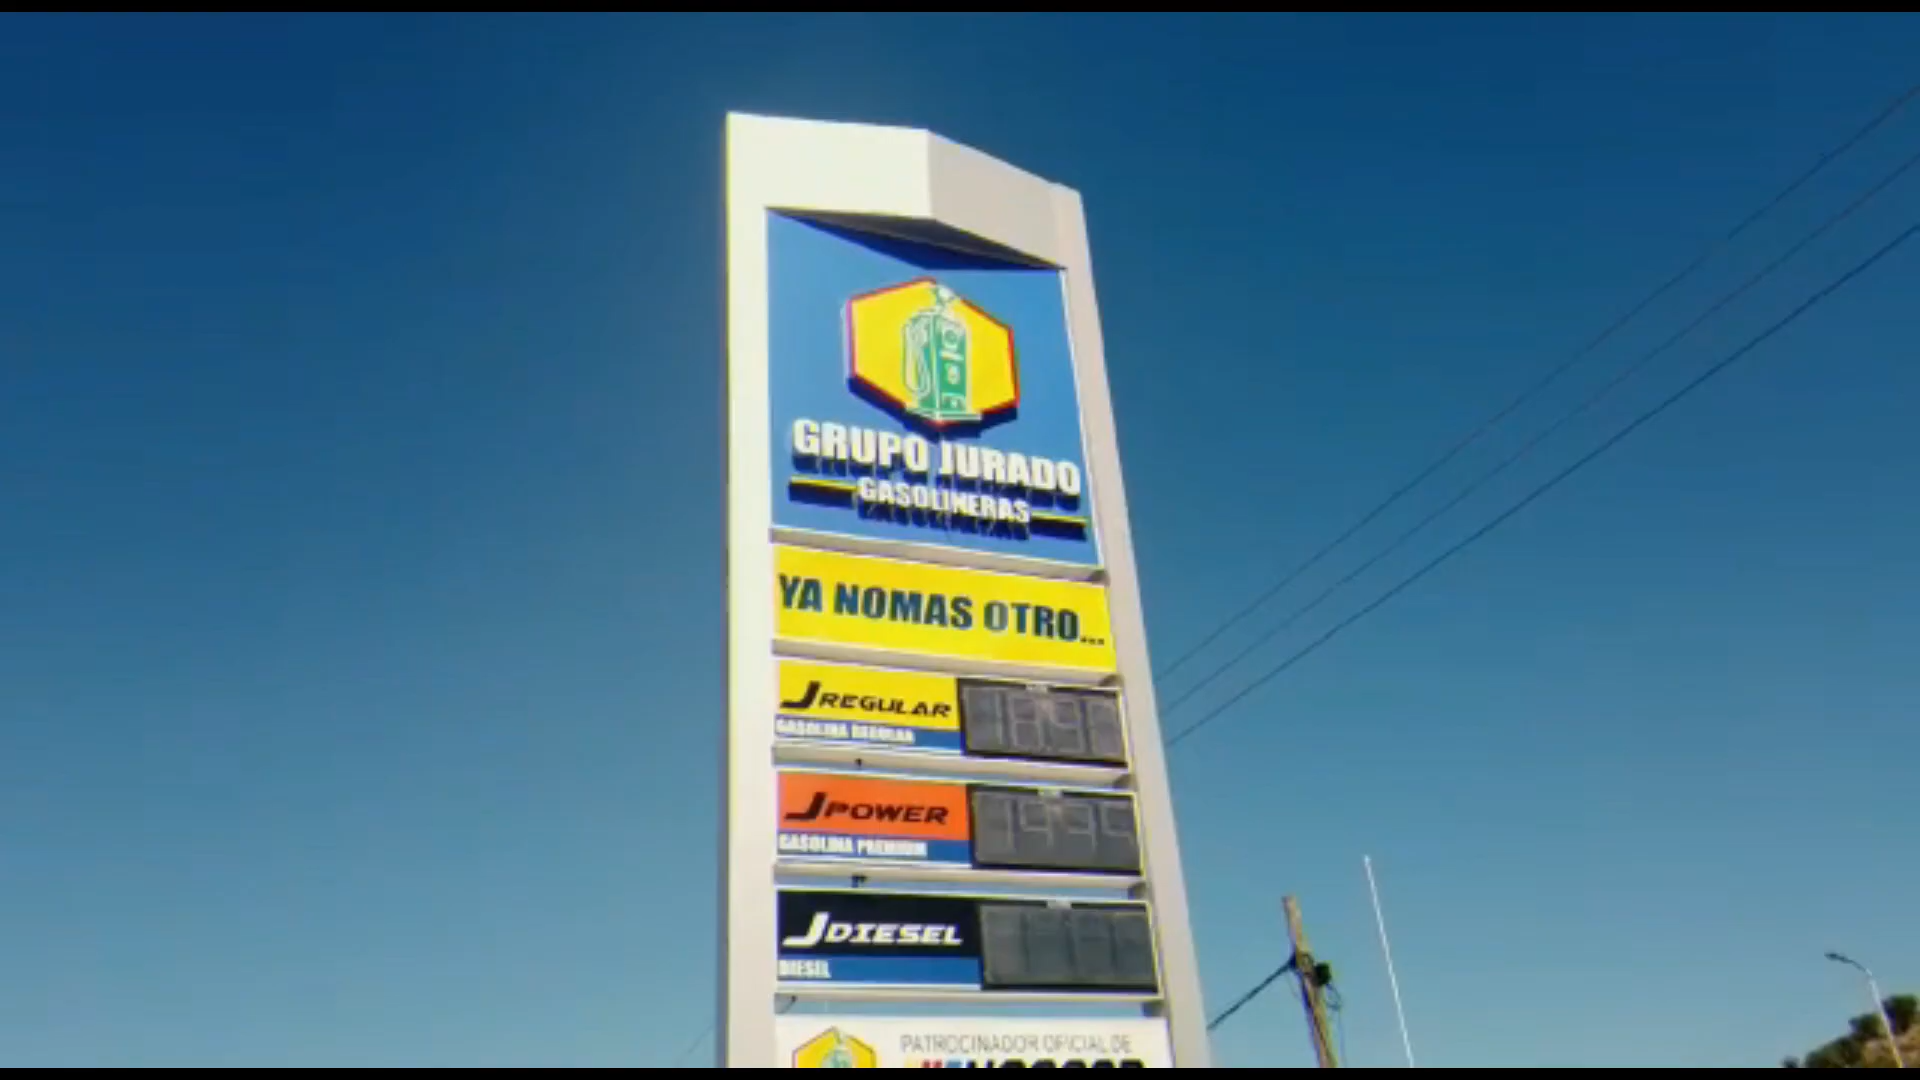 GRUPO JURADO
GASOLINERAS
YA NOMAS OTRO...
JREGULAR
GASOLINA REGULAR
JPOWER
GASOLINA PREMIUM
JDIESEL
DIESEL
PATROCINADOR OFICIAL DE